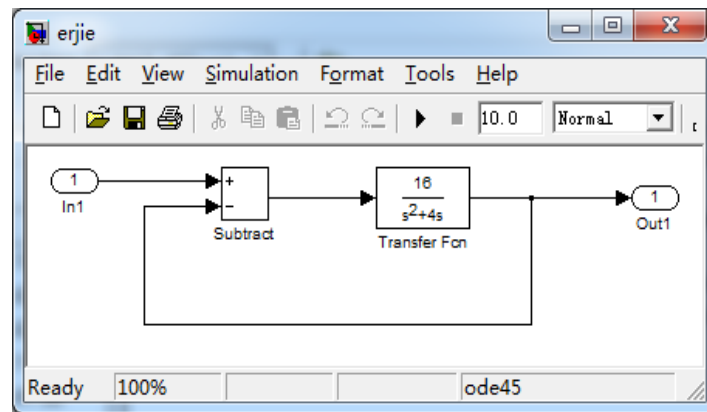 erjie
File Edit View Simulation Format Tools Help
10.0 Normal
1
In1
+
−
Subtract
16
s²+4s
Transfer Fcn
1
Out1
Ready 100% ode45